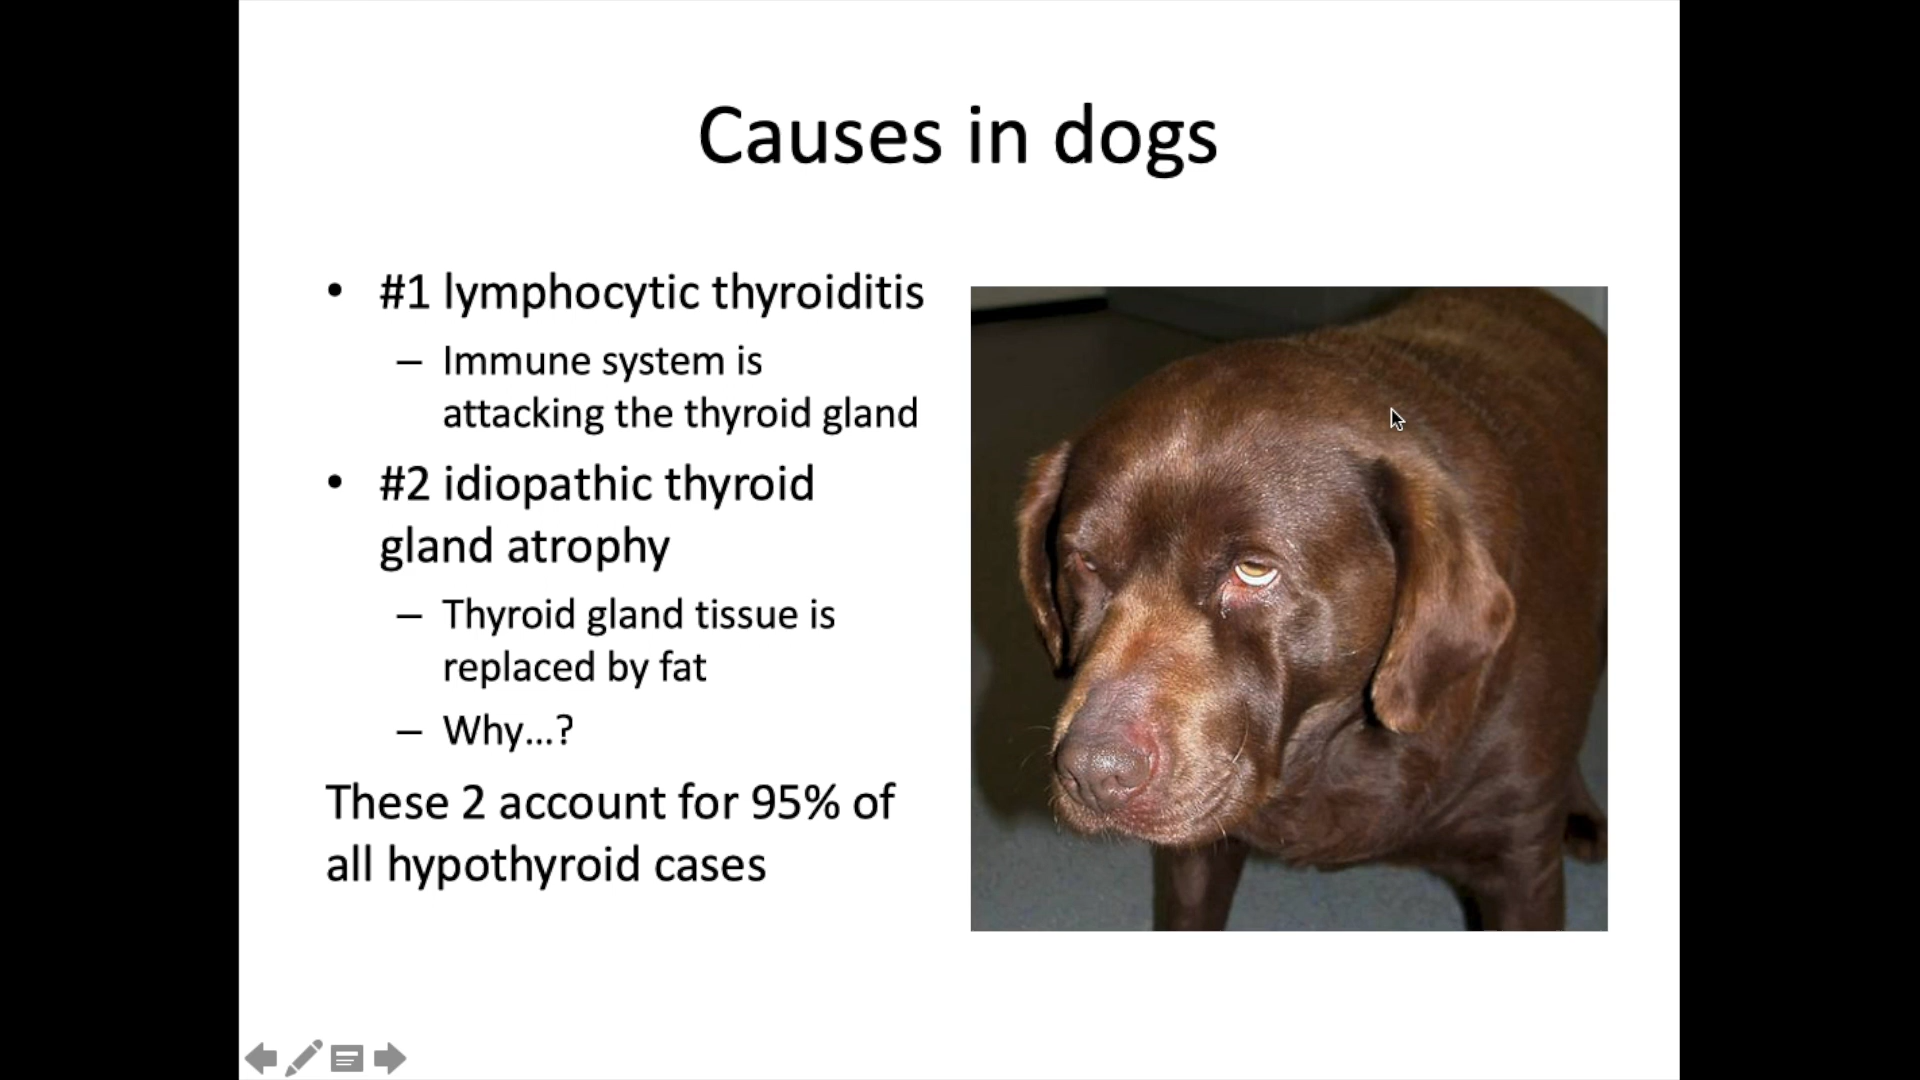 Causes in dogs
• #1 lymphocytic thyroiditis
– Immune system is
attacking the thyroid gland
• #2 idiopathic thyroid
gland atrophy
– Thyroid gland tissue is
replaced by fat
– Why…?
These 2 account for 95% of
all hypothyroid cases